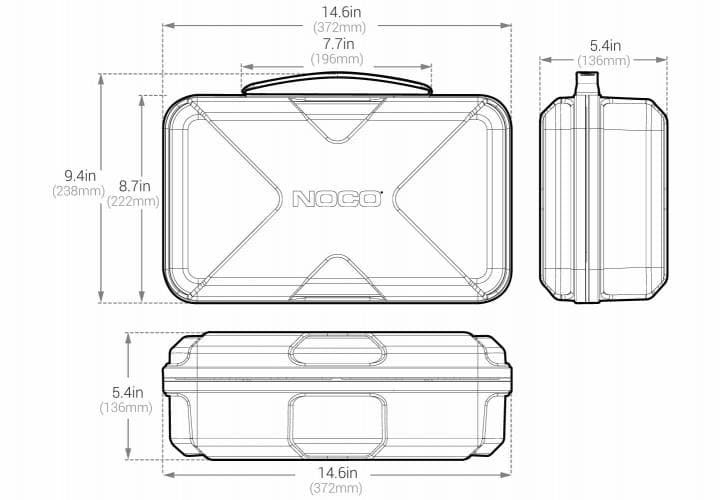 14.6in
(372mm)
7.7in
(196mm)
5.4in
(136mm)
9.4in
(238mm)
8.7in
(222mm)
NOCO
5.4in
(136mm)
14.6in
(372mm)